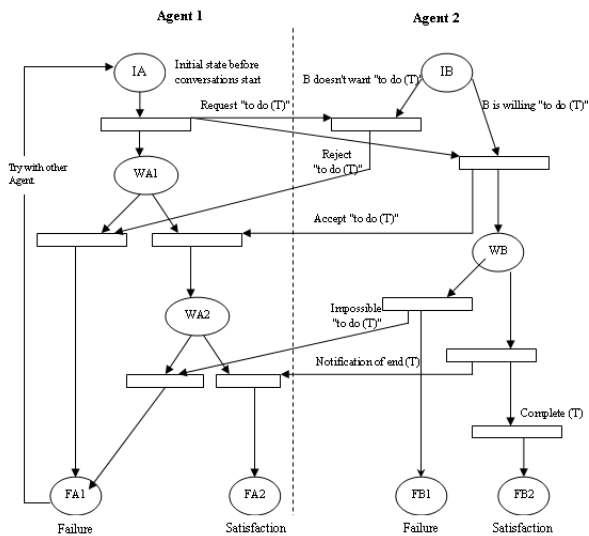 Agent 1
Agent 2
IA
Initial state before
conversations start
B doesn't want "to do (T)"
IB
Request "to do (T)"
B is willing "to do (T)"
Try with other
Agent
Reject
"to do (T)"
WA1
Accept "to do (T)"
WB
WA2
Impossible
"to do (T)"
Notification of end (T)
Complete (T)
FA1
FA2
FB1
FB2
Failure
Satisfaction
Failure
Satisfaction